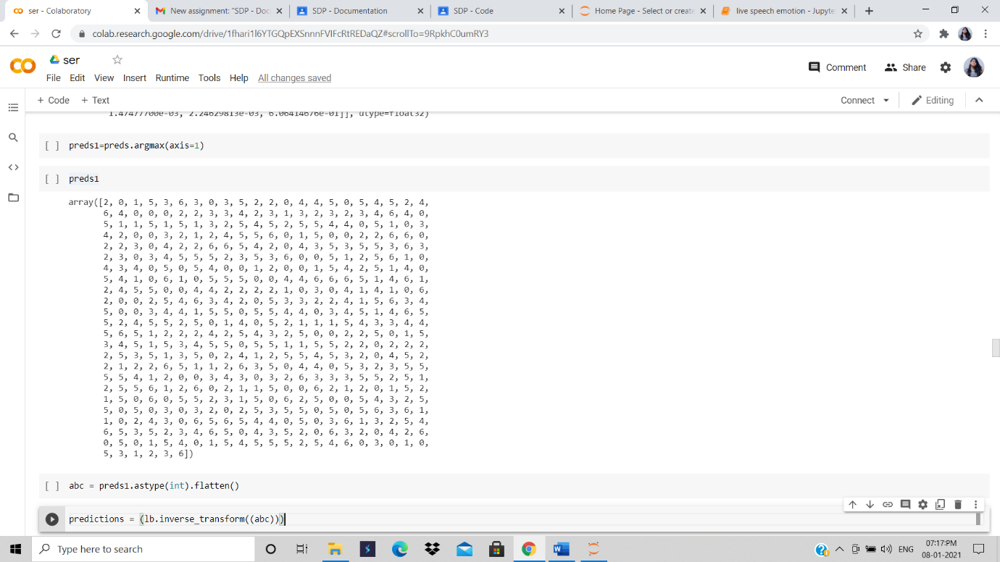 ser - Colaboratory
New assignment: "SDP - Doc
SDP - Documentation
SDP - Code
Home Page - Select or create
live speech emotion - Jupyte
colab.research.google.com/drive/1fhari1l6YTGQpEXSnnnFVIFcRtREDaQZ#scrollTo=9RpkhC0umRY3
ser
Comment
Share
File Edit View Insert Runtime Tools Help All changes saved
+ Code + Text
Connect
Editing
1.47477700e-03, 2.24629813e-03, 6.06414676e-01]], dtype=float32)
[ ] preds1=preds.argmax(axis=1)
[ ] preds1
array([2, 0, 1, 5, 3, 6, 3, 0, 3, 5, 2, 2, 0, 4, 4, 5, 0, 5, 4, 5, 2, 4,
6, 4, 0, 0, 0, 2, 2, 3, 3, 4, 2, 3, 1, 3, 2, 3, 2, 3, 4, 6, 4, 0,
5, 1, 1, 5, 1, 5, 1, 3, 2, 5, 4, 5, 2, 5, 5, 4, 4, 0, 5, 1, 0, 3,
4, 2, 0, 0, 3, 2, 1, 2, 4, 5, 5, 6, 0, 1, 5, 0, 0, 2, 2, 6, 6, 0,
2, 2, 3, 0, 4, 2, 2, 6, 6, 5, 4, 2, 0, 4, 3, 5, 3, 5, 5, 3, 6, 3,
2, 3, 0, 3, 4, 5, 5, 5, 2, 3, 5, 3, 6, 0, 0, 5, 1, 2, 5, 6, 1, 0,
4, 3, 4, 0, 5, 0, 5, 4, 0, 0, 1, 2, 0, 0, 1, 5, 4, 2, 5, 1, 4, 0,
5, 4, 1, 0, 6, 1, 0, 5, 5, 5, 0, 0, 4, 4, 6, 6, 6, 5, 1, 4, 6, 1,
2, 4, 5, 5, 0, 0, 4, 4, 2, 2, 2, 2, 1, 0, 3, 0, 4, 1, 4, 1, 0, 6,
2, 0, 0, 2, 5, 4, 6, 3, 4, 2, 0, 5, 3, 3, 2, 2, 4, 1, 5, 6, 3, 4,
5, 0, 0, 3, 4, 4, 1, 5, 5, 0, 5, 5, 4, 4, 0, 3, 4, 5, 1, 4, 6, 5,
5, 2, 4, 5, 5, 2, 5, 0, 1, 4, 0, 5, 2, 1, 1, 1, 5, 4, 3, 3, 4, 4,
5, 6, 5, 1, 2, 2, 2, 4, 2, 5, 4, 3, 2, 5, 0, 0, 2, 2, 5, 0, 1, 5,
3, 4, 5, 1, 5, 3, 4, 5, 5, 0, 5, 5, 1, 1, 5, 5, 2, 2, 0, 2, 2, 2,
2, 5, 3, 5, 1, 3, 5, 0, 2, 4, 1, 2, 5, 5, 4, 5, 3, 2, 0, 4, 5, 2,
2, 1, 2, 2, 6, 5, 1, 1, 2, 6, 3, 5, 0, 4, 4, 0, 5, 3, 2, 3, 5, 5,
5, 5, 4, 1, 2, 0, 0, 3, 4, 3, 0, 3, 2, 6, 3, 3, 3, 5, 5, 2, 5, 1,
2, 5, 5, 6, 1, 2, 6, 0, 2, 1, 1, 5, 0, 0, 6, 2, 1, 2, 0, 1, 5, 2,
1, 5, 0, 6, 0, 5, 5, 2, 3, 1, 5, 0, 6, 2, 5, 0, 0, 5, 4, 3, 2, 5,
5, 0, 5, 0, 3, 0, 3, 2, 0, 2, 5, 3, 5, 5, 0, 5, 0, 5, 6, 3, 6, 1,
1, 0, 2, 4, 3, 0, 6, 5, 6, 5, 4, 4, 0, 5, 0, 3, 6, 1, 3, 2, 5, 4,
6, 5, 3, 5, 2, 3, 4, 6, 5, 0, 4, 3, 5, 2, 0, 6, 3, 2, 0, 4, 2, 6,
0, 5, 0, 1, 5, 4, 0, 1, 5, 4, 5, 5, 5, 2, 5, 4, 6, 0, 3, 0, 1, 0,
5, 3, 1, 2, 3, 6])
[ ] abc = preds1.astype(int).flatten()
predictions = (lb.inverse_transform((abc)))
Type here to search
ENG
07:17:PM
08-01-2021